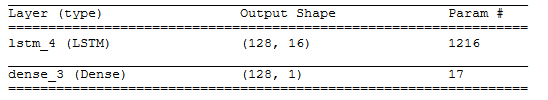 Layer (type) Output Shape Param #
lstm_4 (LSTM) (128, 16) 1216
dense_3 (Dense) (128, 1) 17